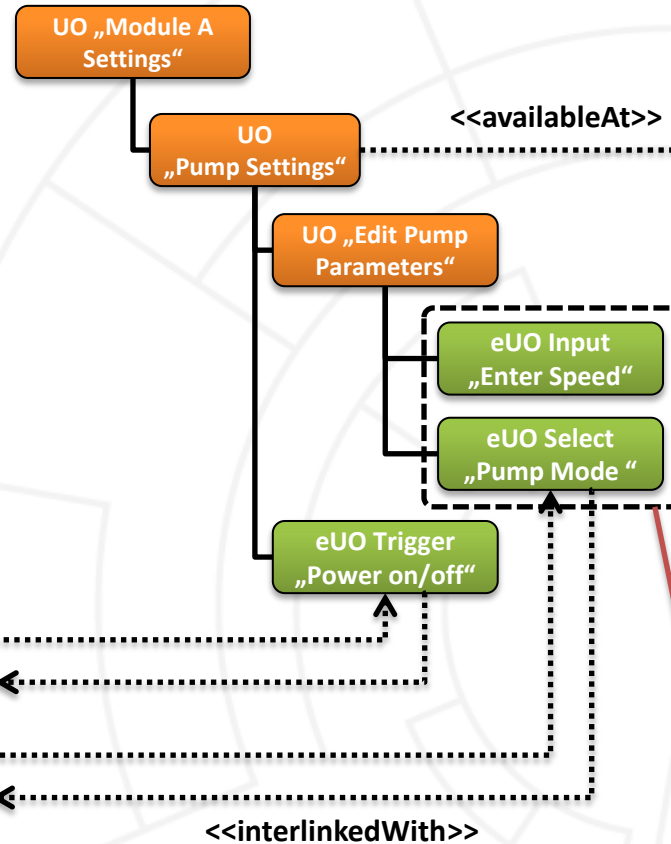 UO „Module A
Settings“
<<availableAt>>
UO
„Pump Settings“
UO „Edit Pump
Parameters“
eUO Input
„Enter Speed“
eUO Select
„Pump Mode “
eUO Trigger
„Power on/off“
<<interlinkedWith>>